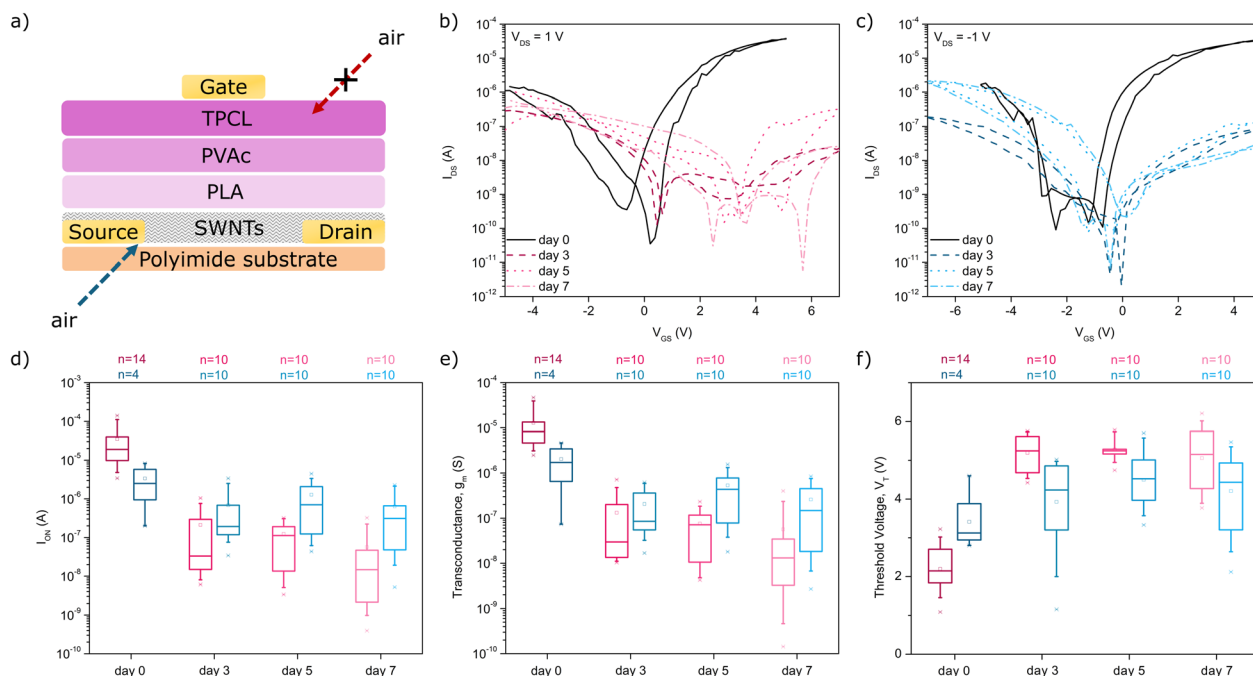 a)
air
Gate
TPCL
PVAc
PLA
SWNTs
Source
Drain
Polyimide substrate
air
b)
V_DS = 1 V
I_DS (A)
10^-4
10^-5
10^-6
10^-7
10^-8
10^-9
10^-10
10^-11
10^-12
day 0
day 3
day 5
day 7
-4 -2 0 2 4 6
V_GS (V)
c)
V_DS = -1 V
I_DS (A)
10^-4
10^-5
10^-6
10^-7
10^-8
10^-9
10^-10
10^-11
10^-12
day 0
day 3
day 5
day 7
-6 -4 -2 0 2 4
V_GS (V)
d)
n=14 n=10 n=10 n=10
n=4 n=10 n=10 n=10
I_ON (A)
10^-3
10^-4
10^-5
10^-6
10^-7
10^-8
10^-9
10^-10
day 0 day 3 day 5 day 7
e)
n=14 n=10 n=10 n=10
n=4 n=10 n=10 n=10
Transconductance, g_m (S)
10^-4
10^-5
10^-6
10^-7
10^-8
10^-9
10^-10
day 0 day 3 day 5 day 7
f)
n=14 n=10 n=10 n=10
n=4 n=10 n=10 n=10
Threshold Voltage, V_T (V)
6
4
2
0
day 0 day 3 day 5 day 7